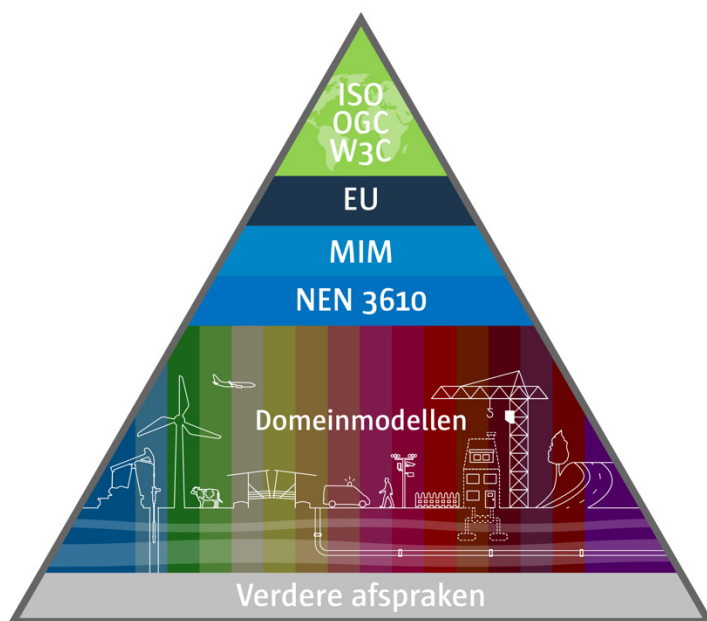 ISO
OGC
W3C
EU
MIM
NEN 3610
Domeinmodellen
Verdere afspraken